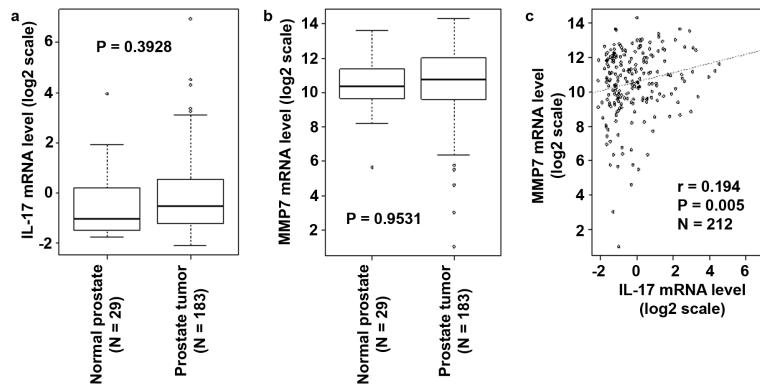 a
IL-17 mRNA level (log2 scale)
6
4
2
0
-2
P = 0.3928
Normal prostate
(N = 29)
Prostate tumor
(N = 183)
b
MMP7 mRNA level (log2 scale)
14
12
10
8
6
4
2
P = 0.9531
Normal prostate
(N = 29)
Prostate tumor
(N = 183)
c
MMP7 mRNA level
(log2 scale)
14
12
10
8
6
4
2
r = 0.194
P = 0.005
N = 212
-2 0 2 4 6
IL-17 mRNA level
(log2 scale)